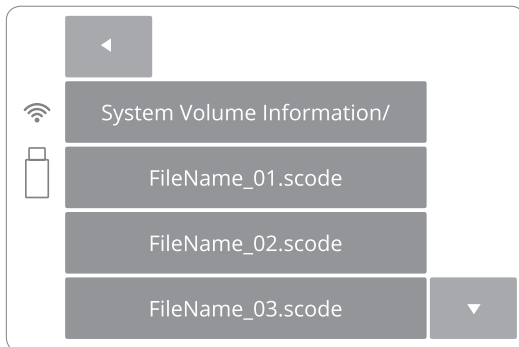 System Volume Information/
FileName_01.scode
FileName_02.scode
FileName_03.scode